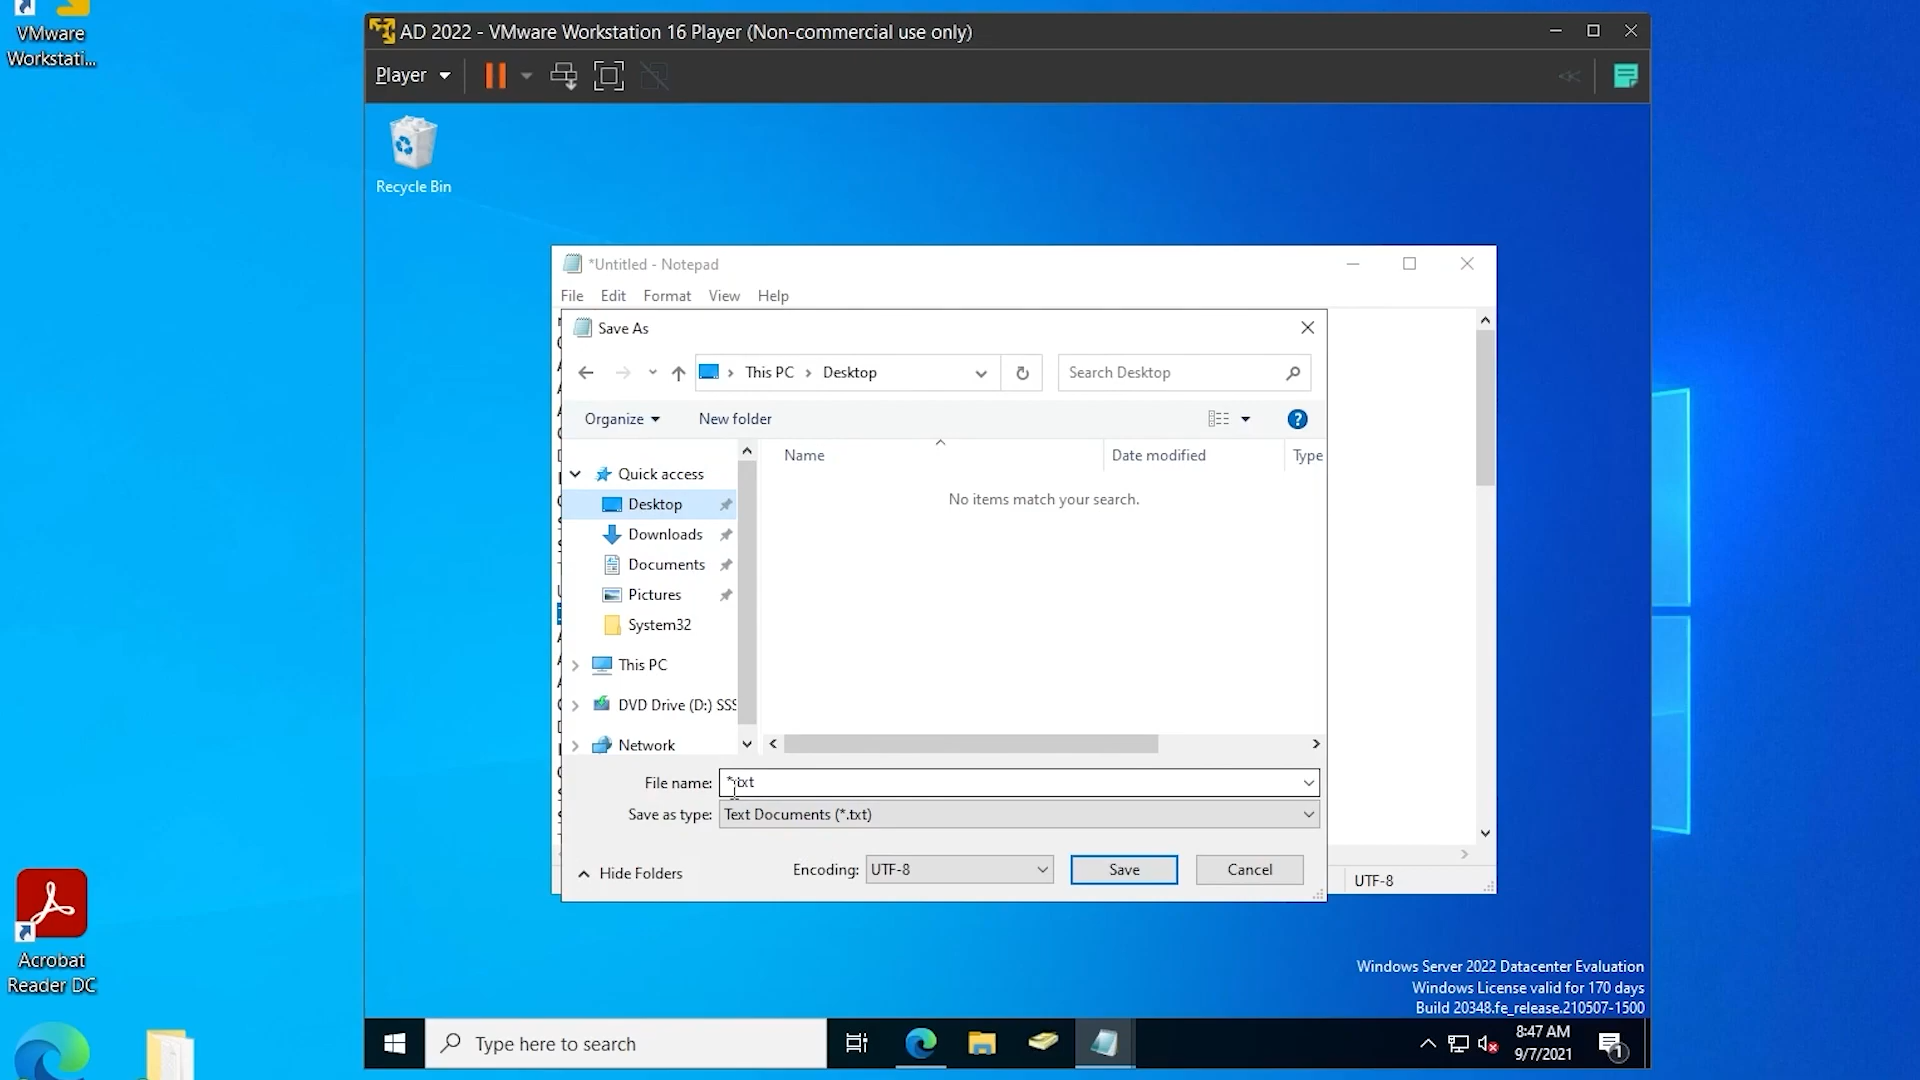 VMware
Workstati...
AD 2022 - VMware Workstation 16 Player (Non-commercial use only)
Player
Recycle Bin
*Untitled - Notepad
File Edit Format View Help
Save As
This PC > Desktop
Search Desktop
Organize
New folder
Name
Date modified
Type
No items match your search.
Quick access
Desktop
Downloads
Documents
Pictures
System32
This PC
DVD Drive (D:) SSS
Network
File name: *.txt
Save as type: Text Documents (*.txt)
Hide Folders
Encoding: UTF-8
Save
Cancel
UTF-8
Acrobat
Reader DC
Windows Server 2022 Datacenter Evaluation
Windows License valid for 170 days
Build 20348.fe_release.210507-1500
Type here to search
8:47 AM
9/7/2021
1